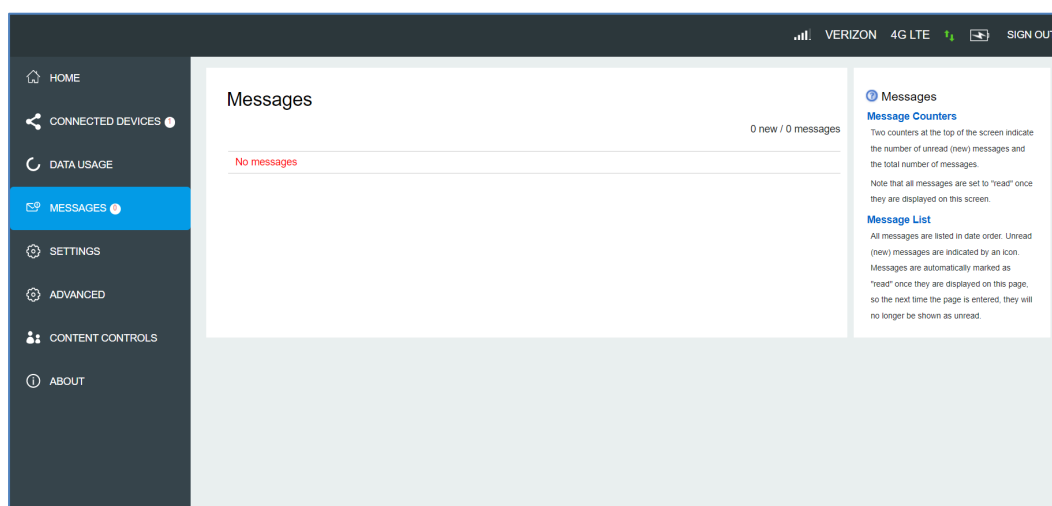 VERIZON 4G LTE SIGN OUT
HOME
CONNECTED DEVICES 1
DATA USAGE
MESSAGES 0
SETTINGS
ADVANCED
CONTENT CONTROLS
ABOUT
Messages
0 new / 0 messages
No messages
Messages
Message Counters
Two counters at the top of the screen indicate
the number of unread (new) messages and
the total number of messages.
Note that all messages are set to "read" once
they are displayed on this screen.
Message List
All messages are listed in date order. Unread
(new) messages are indicated by an icon.
Messages are automatically marked as
"read" once they are displayed on this page,
so the next time the page is entered, they will
no longer be shown as unread.